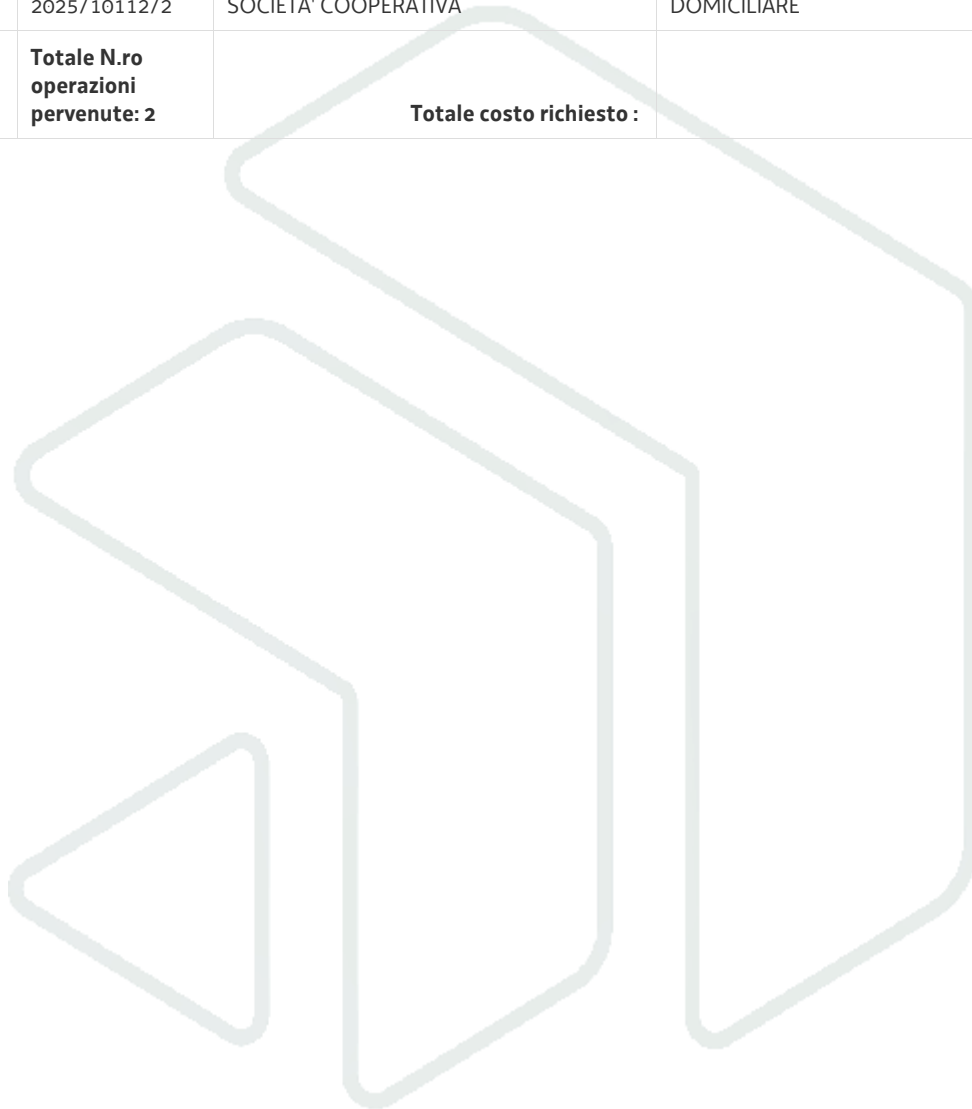 2025/10112/2 SOCIETA' COOPERATIVA DOMICILIARE
Totale N.ro
operazioni
pervenute: 2 Totale costo richiesto :